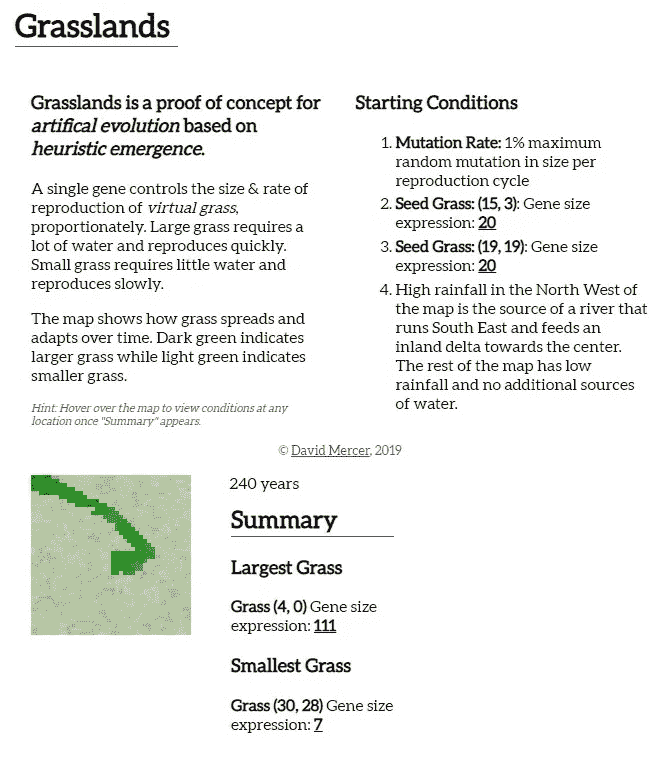 Grasslands
Grasslands is a proof of concept for
artifical evolution based on
heuristic emergence.
A single gene controls the size & rate of
reproduction of virtual grass,
proportionately. Large grass requires a
lot of water and reproduces quickly.
Small grass requires little water and
reproduces slowly.
The map shows how grass spreads and
adapts over time. Dark green indicates
larger grass while light green indicates
smaller grass.
Hint: Hover over the map to view conditions at any
location once "Summary" appears.
Starting Conditions
1. Mutation Rate: 1% maximum
random mutation in size per
reproduction cycle
2. Seed Grass: (15, 3): Gene size
expression: 20
3. Seed Grass: (19, 19): Gene size
expression: 20
4. High rainfall in the North West of
the map is the source of a river that
runs South East and feeds an
inland delta towards the center.
The rest of the map has low
rainfall and no additional sources
of water.
© David Mercer, 2019
240 years
Summary
Largest Grass
Grass (4, 0) Gene size
expression: 111
Smallest Grass
Grass (30, 28) Gene size
expression: 7